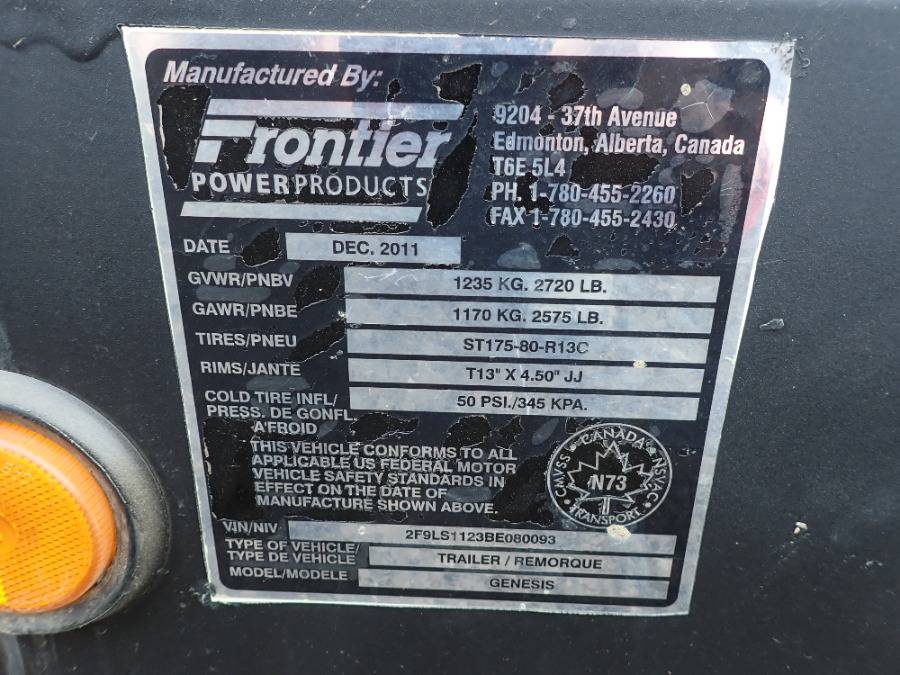 Manufactured By:
Frontier
POWERPRODUCTS
9204 - 37th Avenue
Edmonton, Alberta, Canada
T6E 5L4
PH. 1-780-455-2260
FAX 1-780-455-2430
DATE DEC. 2011
GVWR/PNBV 1235 KG. 2720 LB.
GAWR/PNBE 1170 KG. 2575 LB.
TIRES/PNEU ST175-80-R13C
RIMS/JANTE T13" X 4.50" JJ
COLD TIRE INFL/ 50 PSI./345 KPA.
PRESS. DE GONFL
A'FROID
THIS VEHICLE CONFORMS TO ALL
APPLICABLE US FEDERAL MOTOR
VEHICLE SAFETY STANDARDS IN
EFFECT ON THE DATE OF
MANUFACTURE SHOWN ABOVE.
CANADA
CMVSS NSVAC
N73
TRANSPORT
VIN/NIV 2F9LS1123BE080093
TYPE OF VEHICLE/ TRAILER / REMORQUE
TYPE DE VEHICLE
MODEL/MODELE GENESIS